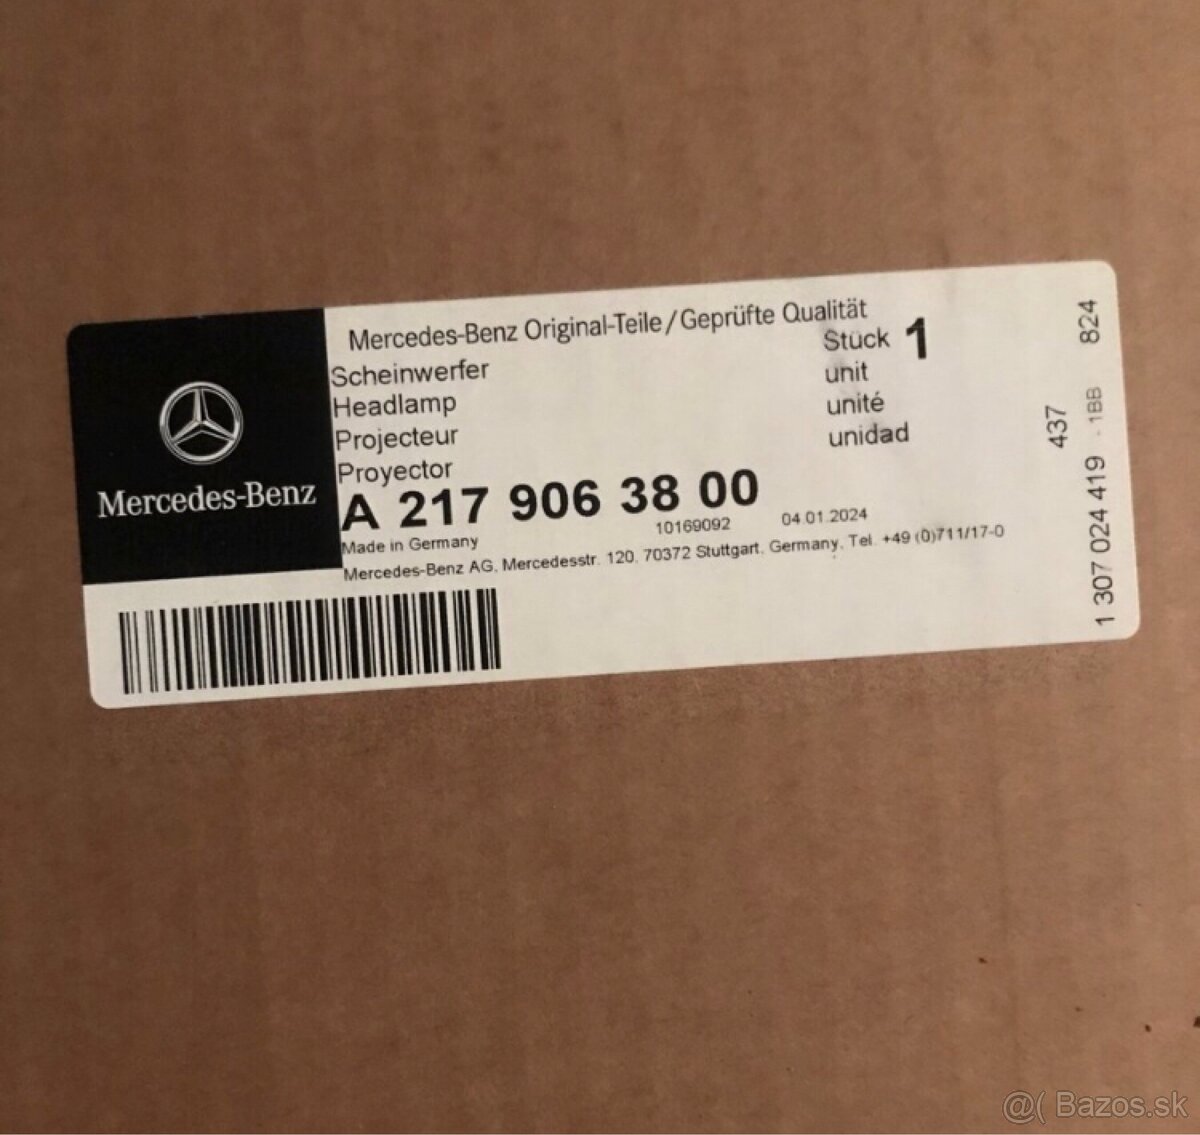 Mercedes-Benz Original-Teile/Geprüfte Qualität
Mercedes-Benz
Scheinwerfer
Headlamp
Projecteur
Proyector
Stück 1
unit
unité
unidad
A 217 906 38 00
10169092 04.01.2024
Made in Germany
Mercedes-Benz AG, Mercedesstr. 120, 70372 Stuttgart, Germany, Tel. +49 (0)711/17-0
437
1 307 024 419 - 1BB 824
@( Bazos.sk